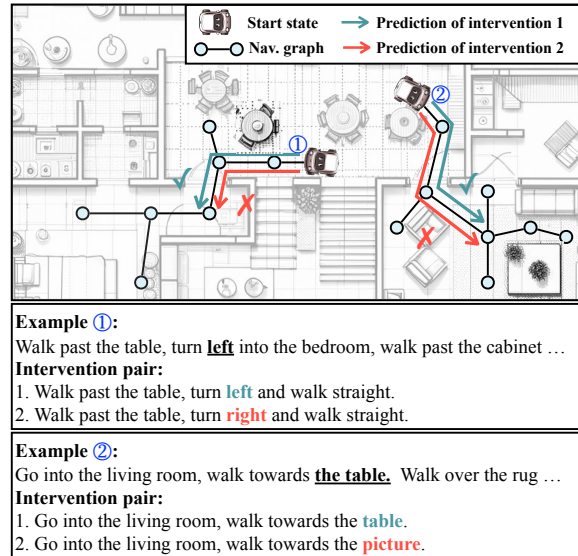 Start state
Prediction of intervention 1
Nav. graph
Prediction of intervention 2
②
①
Example ①:
Walk past the table, turn left into the bedroom, walk past the cabinet …
Intervention pair:
1. Walk past the table, turn left and walk straight.
2. Walk past the table, turn right and walk straight.
Example ②:
Go into the living room, walk towards the table. Walk over the rug …
Intervention pair:
1. Go into the living room, walk towards the table.
2. Go into the living room, walk towards the picture.